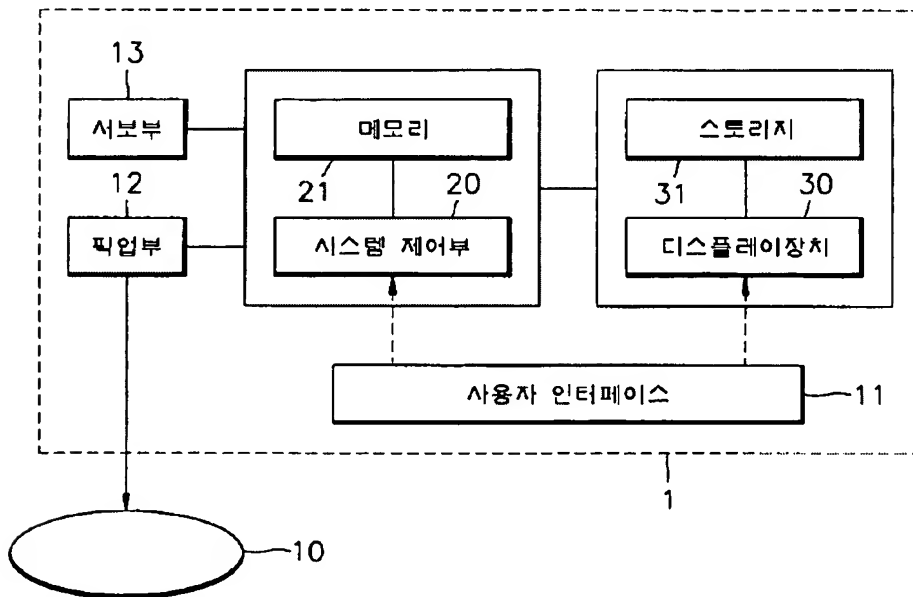 13
서보부
메모리
스토리지
21
31
12
20
30
픽업부
시스템 제어부
디스플레이장치
사용자 인터페이스
11
1
10